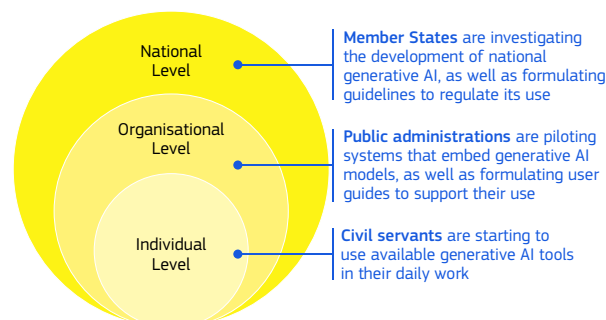 National
Level
Member States are investigating
the development of national
generative AI, as well as formulating
guidelines to regulate its use
Organisational
Level
Public administrations are piloting
systems that embed generative AI
models, as well as formulating user
guides to support their use
Individual
Level
Civil servants are starting to
use available generative AI tools
in their daily work